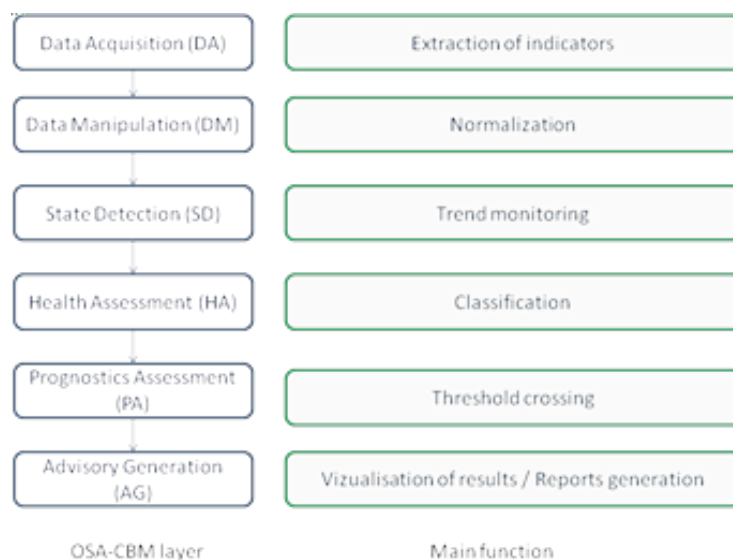 Data Acquisition (DA)
Extraction of indicators
Data Manipulation (DM)
Normalization
State Detection (SD)
Trend monitoring
Health Assessment (HA)
Classification
Prognostics Assessment
(PA)
Threshold crossing
Advisory Generation
(AG)
Vizualisation of results / Reports generation
OSA-CBM layer
Main function